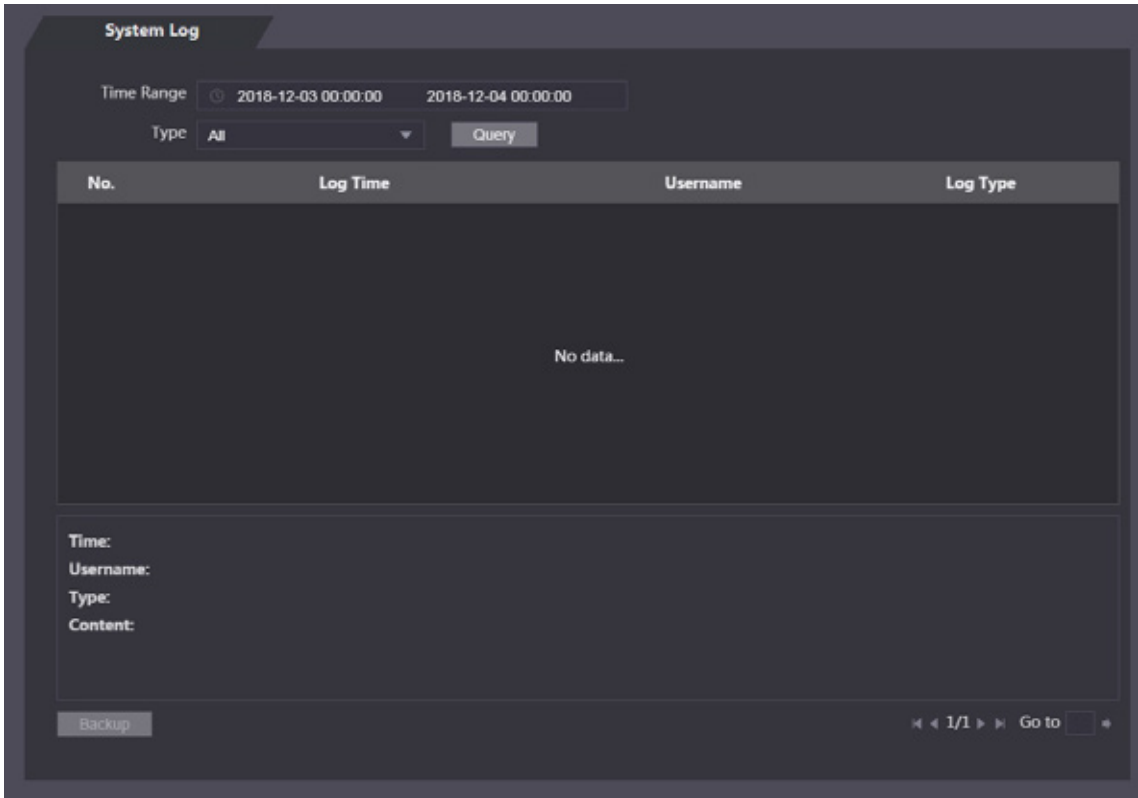 System Log
Time Range 2018-12-03 00:00:00 2018-12-04 00:00:00
Type All Query
No. Log Time Username Log Type
No data...
Time:
Username:
Type:
Content:
Backup 1/1 Go to